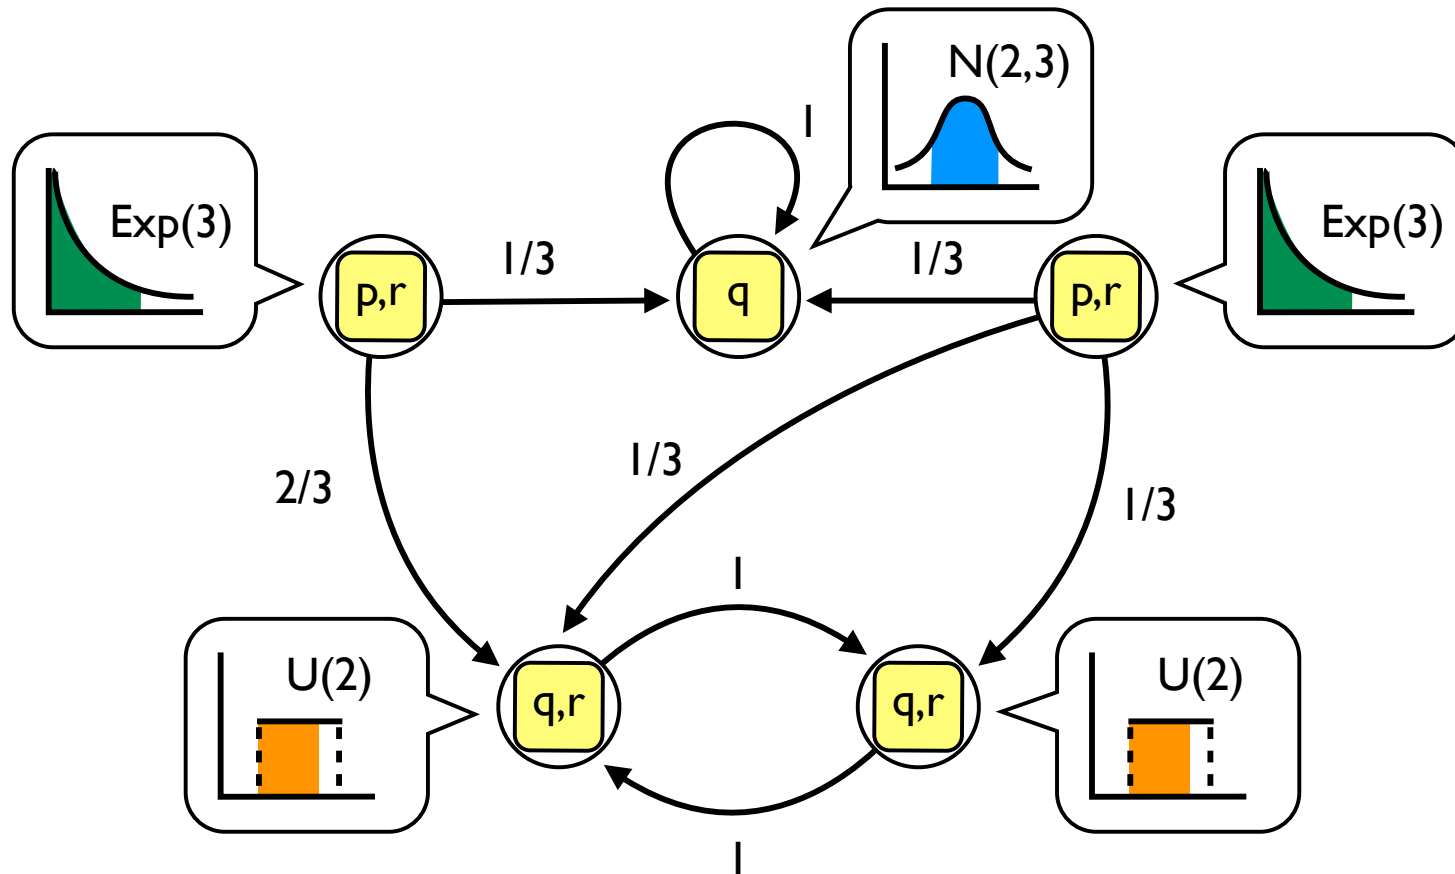 N(2,3)
1
Exp(3)
Exp(3)
1/3
1/3
p,r
q
p,r
1/3
2/3
1/3
1
U(2)
U(2)
q,r
q,r
1